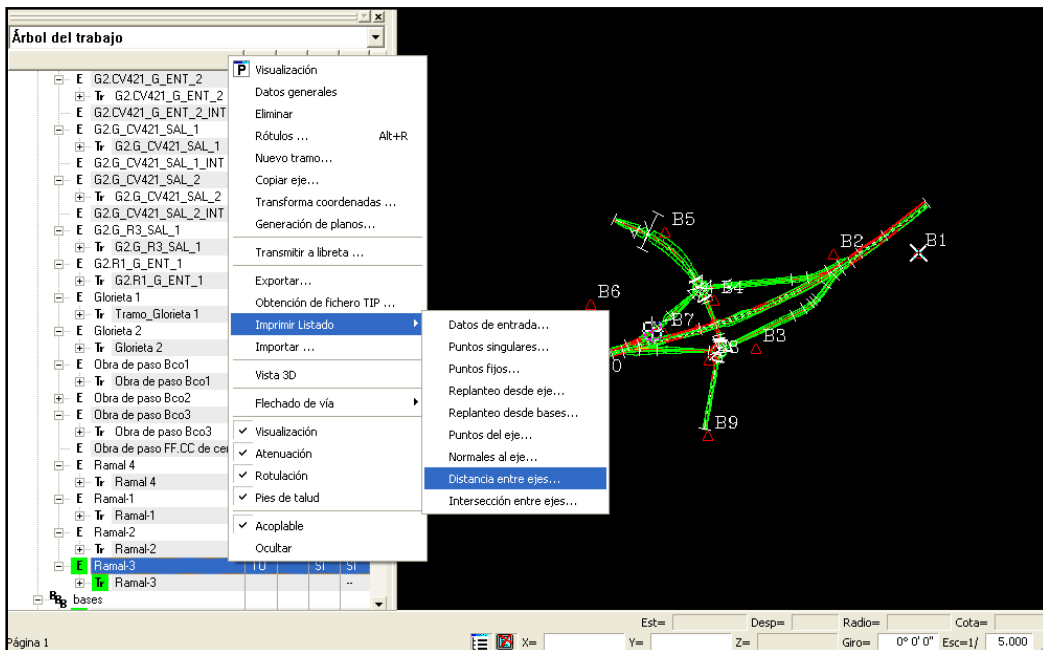 Árbol del trabajo
E G2.CV421_G_ENT_2
Tr G2.CV421_G_ENT_2
E G2.CV421_G_ENT_2_INT
E G2.G_CV421_SAL_1
Tr G2.G_CV421_SAL_1
E G2.G_CV421_SAL_1_INT
E G2.G_CV421_SAL_2
Tr G2.G_CV421_SAL_2
E G2.G_CV421_SAL_2_INT
E G2.G_R3_SAL_1
Tr G2.G_R3_SAL_1
E G2.R1_G_ENT_1
Tr G2.R1_G_ENT_1
E Glorieta 1
Tr Tramo_Glorieta 1
E Glorieta 2
Tr Glorieta 2
E Obra de paso Bco1
Tr Obra de paso Bco1
E Obra de paso Bco2
E Obra de paso Bco3
Tr Obra de paso Bco3
E Obra de paso FF.CC de cer
E Ramal 4
Tr Ramal 4
E Ramal-1
Tr Ramal-1
E Ramal-2
Tr Ramal-2
E Ramal-3 SI SI
Tr Ramal-3 --
BBB bases
P Visualización
Datos generales
Eliminar
Rótulos ... Alt+R
Nuevo tramo...
Copiar eje...
Transforma coordenadas ...
Generación de planos...
Transmitir a libreta ...
Exportar...
Obtención de fichero TIP ...
Imprimir Listado
Importar ...
Vista 3D
Flechado de vía
Visualización
Atenuación
Rotulación
Pies de talud
Acoplable
Ocultar
Datos de entrada...
Puntos singulares...
Puntos fijos...
Replanteo desde eje...
Replanteo desde bases...
Puntos del eje...
Normales al eje...
Distancia entre ejes...
Intersección entre ejes...
B5
B2
B1
B6
B4
B7
B3
B9
Est= Desp= Radio= Cota=
Página 1 X= Y= Z= Giro= 0° 0' 0" Esc=1/ 5.000